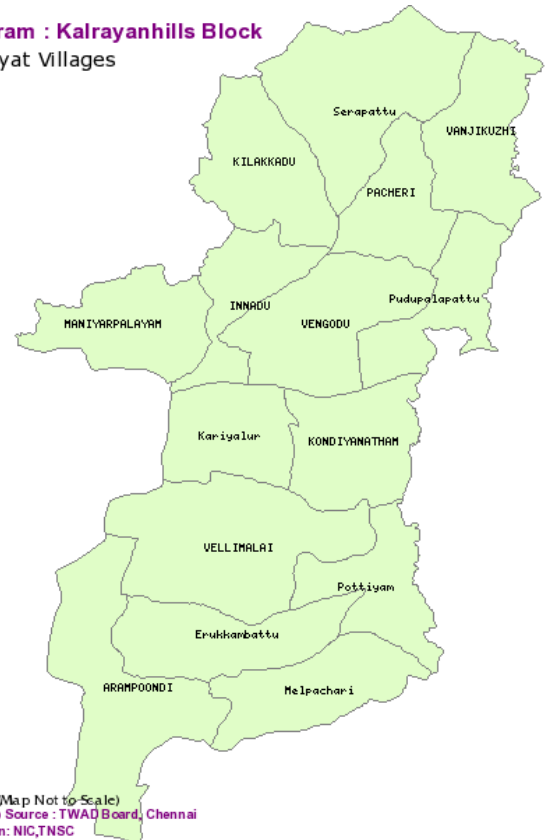 ram : Kalrayanhills Block
yat Villages
Serapattu
VANJIKUZHI
KILAKKADU
PACHERI
Pudupalapattu
INNADU
MANIYARPALAYAM
VENGODU
Kariyalur
KONDIYANATHAM
VELLIMALAI
Pottiyam
Erukkambattu
ARAMPOONDI
Melpachari
(Map Not to Scale)
) Source : TWAD Board, Chennai
n: NIC,TNSC